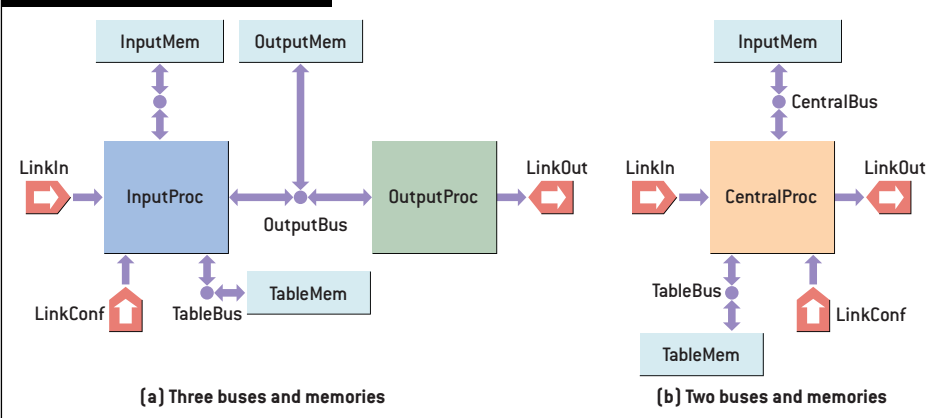 InputMem
OutputMem
LinkIn
InputProc
OutputBus
OutputProc
LinkOut
LinkConf
TableBus
TableMem
(a) Three buses and memories
InputMem
CentralBus
LinkIn
CentralProc
LinkOut
TableBus
LinkConf
TableMem
(b) Two buses and memories